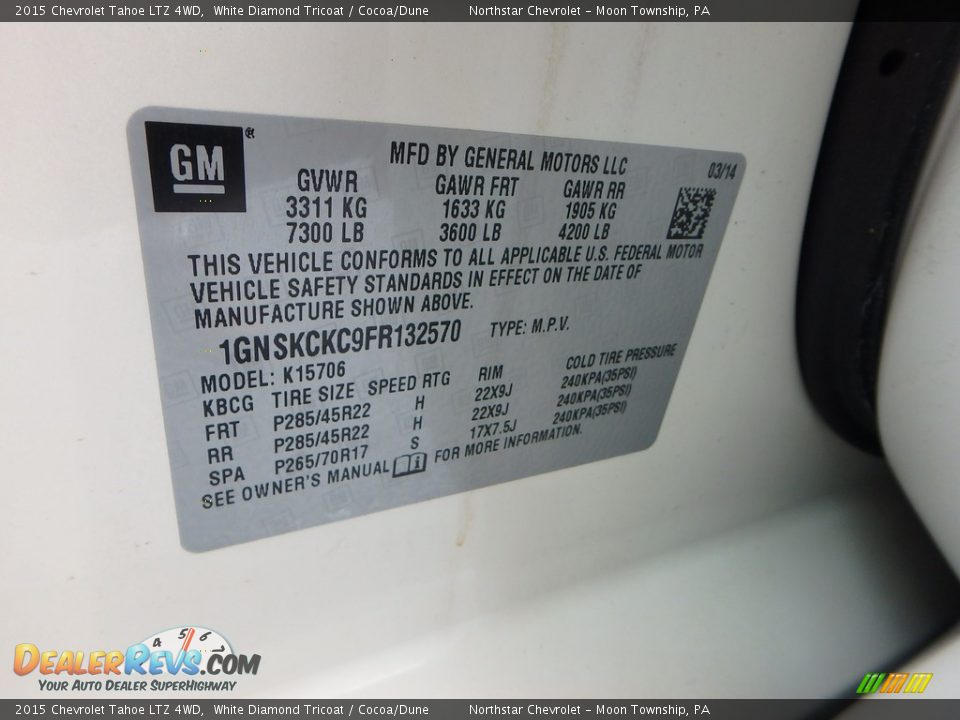 2015 Chevrolet Tahoe LTZ 4WD, White Diamond Tricoat / Cocoa/Dune Northstar Chevrolet - Moon Township, PA
GM®
MFD BY GENERAL MOTORS LLC 03/14
GVWR GAWR FRT GAWR RR
3311 KG 1633 KG 1905 KG
7300 LB 3600 LB 4200 LB
THIS VEHICLE CONFORMS TO ALL APPLICABLE U.S. FEDERAL MOTOR
VEHICLE SAFETY STANDARDS IN EFFECT ON THE DATE OF
MANUFACTURE SHOWN ABOVE.
1GNSKCKC9FR132570 TYPE: M.P.V.
MODEL: K15706
KBCG TIRE SIZE SPEED RTG RIM COLD TIRE PRESSURE
FRT P285/45R22 H 22X9J 240KPA(35PSI)
RR P285/45R22 H 22X9J 240KPA(35PSI)
SPA P265/70R17 S 17X7.5J 240KPA(35PSI)
SEE OWNER'S MANUAL i FOR MORE INFORMATION.
4 5 6
DEALERREVS.COM
YOUR AUTO DEALER SUPERHIGHWAY
2015 Chevrolet Tahoe LTZ 4WD, White Diamond Tricoat / Cocoa/Dune Northstar Chevrolet - Moon Township, PA